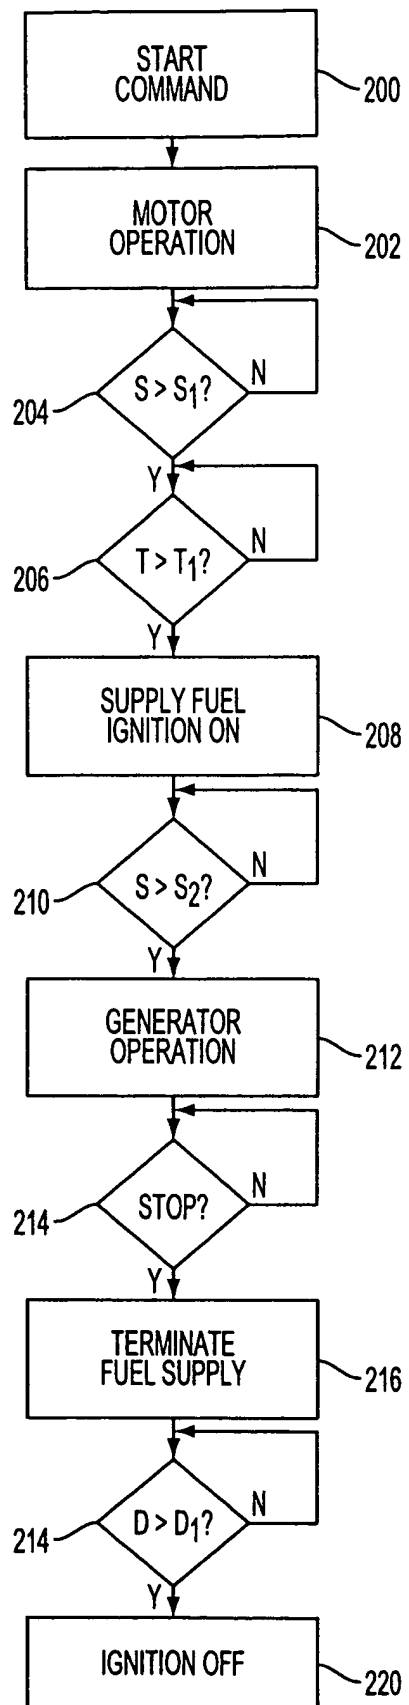 START
COMMAND
200
MOTOR
OPERATION
202
S > S1?
N
204
Y
T > T1?
N
206
Y
SUPPLY FUEL
IGNITION ON
208
S > S2?
N
210
Y
GENERATOR
OPERATION
212
STOP?
N
214
Y
TERMINATE
FUEL SUPPLY
216
D > D1?
N
214
Y
IGNITION OFF
220